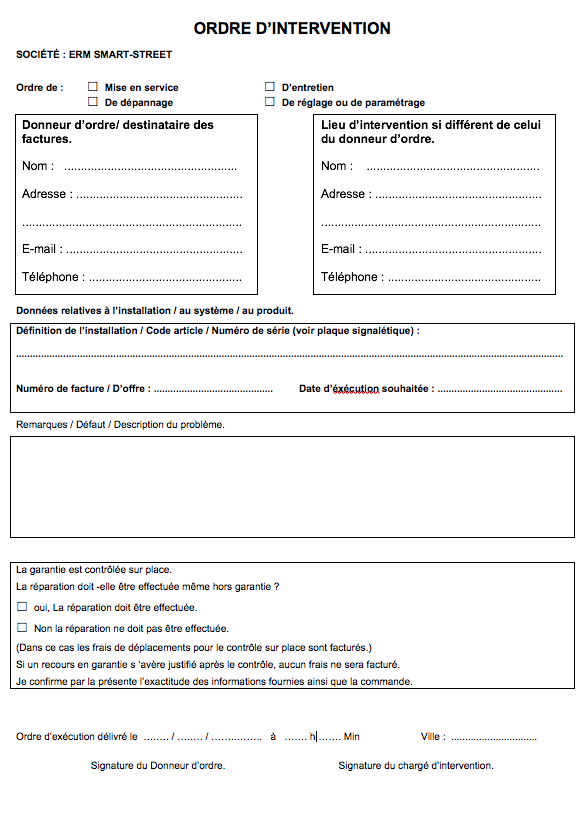 ORDRE D'INTERVENTION
SOCIÉTÉ : ERM SMART-STREET
Ordre de : ☐ Mise en service ☐ D'entretien
☐ De dépannage ☐ De réglage ou de paramétrage
Donneur d'ordre/ destinataire des
factures.
Nom : ....................................................
Adresse : ..................................................
..................................................................
E-mail : .....................................................
Téléphone : ..............................................
Lieu d'intervention si différent de celui
du donneur d'ordre.
Nom : ....................................................
Adresse : ..................................................
..................................................................
E-mail : .....................................................
Téléphone : ..............................................
Données relatives à l'installation / au système / au produit.
Définition de l'installation / Code article / Numéro de série (voir plaque signalétique) :
....................................................................................................................................
Numéro de facture / D'offre : ........................................... Date d'éxécution souhaitée : .............................................
Remarques / Défaut / Description du problème.
La garantie est contrôlée sur place.
La réparation doit -elle être effectuée même hors garantie ?
☐ oui, La réparation doit être effectuée.
☐ Non la réparation ne doit pas être effectuée.
(Dans ce cas les frais de déplacements pour le contrôle sur place sont facturés.)
Si un recours en garantie s 'avère justifié après le contrôle, aucun frais ne sera facturé.
Je confirme par la présente l'exactitude des informations fournies ainsi que la commande.
Ordre d'exécution délivré le ........ / ........ / ................ à ....... h ....... Min Ville : ...............................
Signature du Donneur d'ordre. Signature du chargé d'intervention.